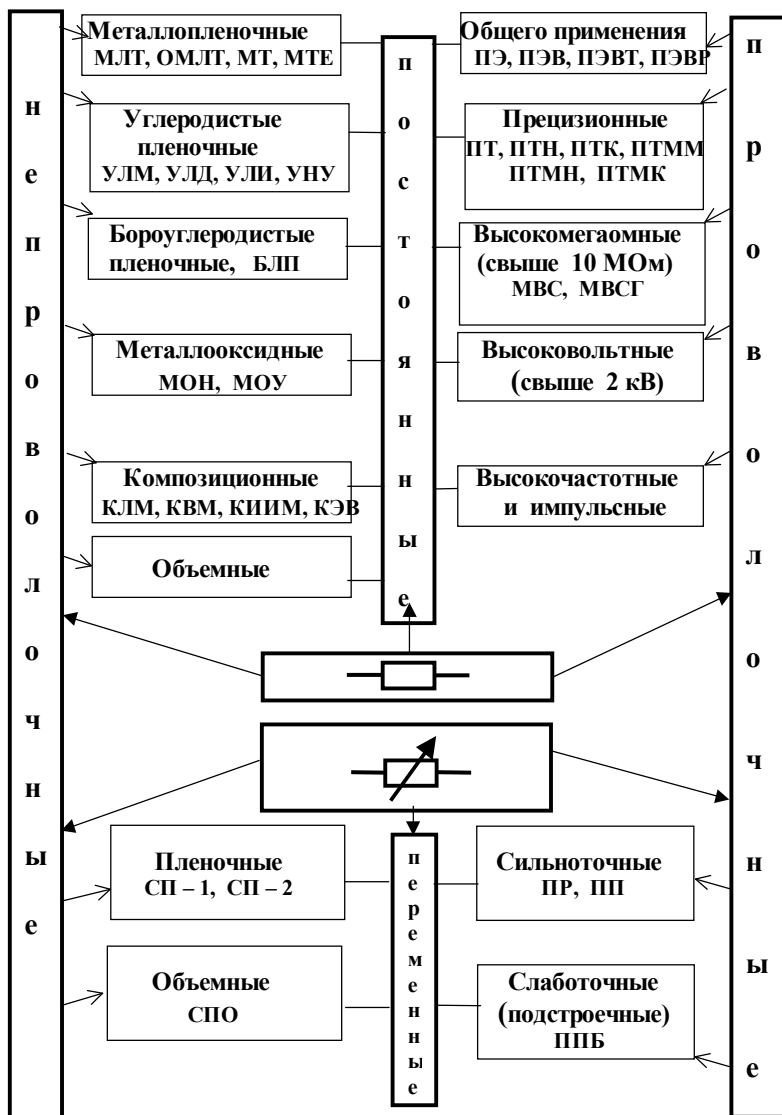 непроволочные
Металлопленочные
МЛТ, ОМЛТ, МТ, МТЕ
Углеродистые
пленочные
УЛМ, УЛД, УЛИ, УНУ
Бороуглеродистые
пленочные, БЛП
Металлооксидные
МОН, МОУ
Композиционные
КЛМ, КВМ, КИИМ, КЭВ
Объемные
постоянные
Общего применения
ПЭ, ПЭВ, ПЭВТ, ПЭВР
Прецизионные
ПТ, ПТН, ПТК, ПТММ
ПТМН, ПТМК
Высокомегаомные
(свыше 10 МОм)
МВС, МВСГ
Высоковольтные
(свыше 2 кВ)
Высокочастотные
и импульсные
проволочные
Пленочные
СП – 1, СП – 2
Объемные
СПО
переменные
Сильноточные
ПР, ПП
Слаботочные
(подстроечные)
ППБ